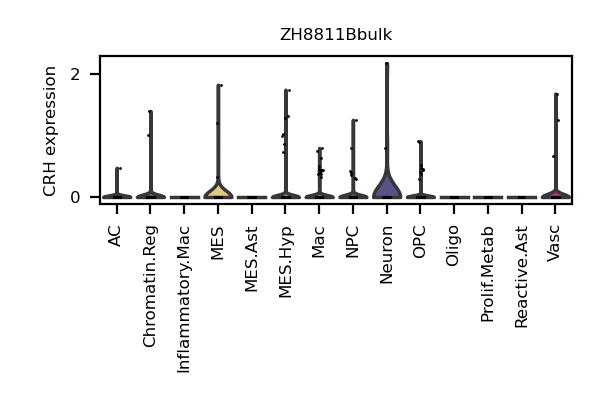 ZH8811Bbulk
CRH expression
2
0
AC
Chromatin.Reg
Inflammatory.Mac
MES
MES.Ast
MES.Hyp
Mac
NPC
Neuron
OPC
Oligo
Prolif.Metab
Reactive.Ast
Vasc